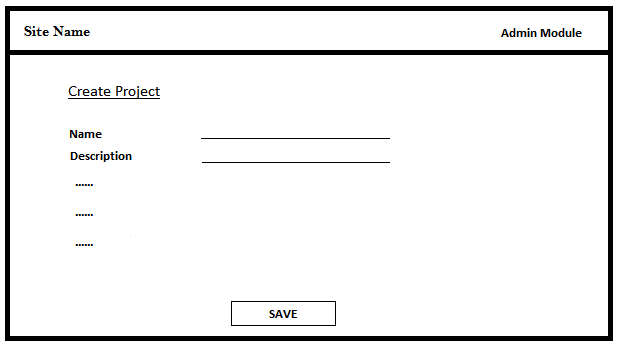 Site Name
Admin Module
Create Project
Name
Description
......
......
......
SAVE